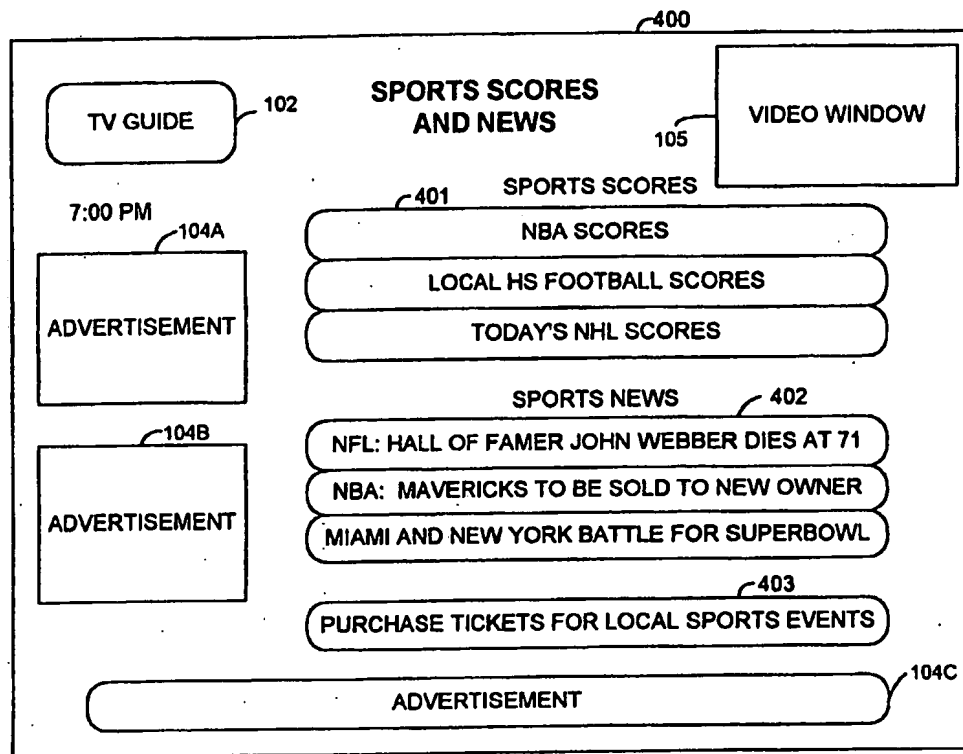 400
TV GUIDE
102
SPORTS SCORES
AND NEWS
105
VIDEO WINDOW
7:00 PM
SPORTS SCORES
401
NBA SCORES
LOCAL HS FOOTBALL SCORES
TODAY'S NHL SCORES
104A
ADVERTISEMENT
SPORTS NEWS
402
NFL: HALL OF FAMER JOHN WEBBER DIES AT 71
NBA: MAVERICKS TO BE SOLD TO NEW OWNER
MIAMI AND NEW YORK BATTLE FOR SUPERBOWL
104B
ADVERTISEMENT
403
PURCHASE TICKETS FOR LOCAL SPORTS EVENTS
ADVERTISEMENT
104C